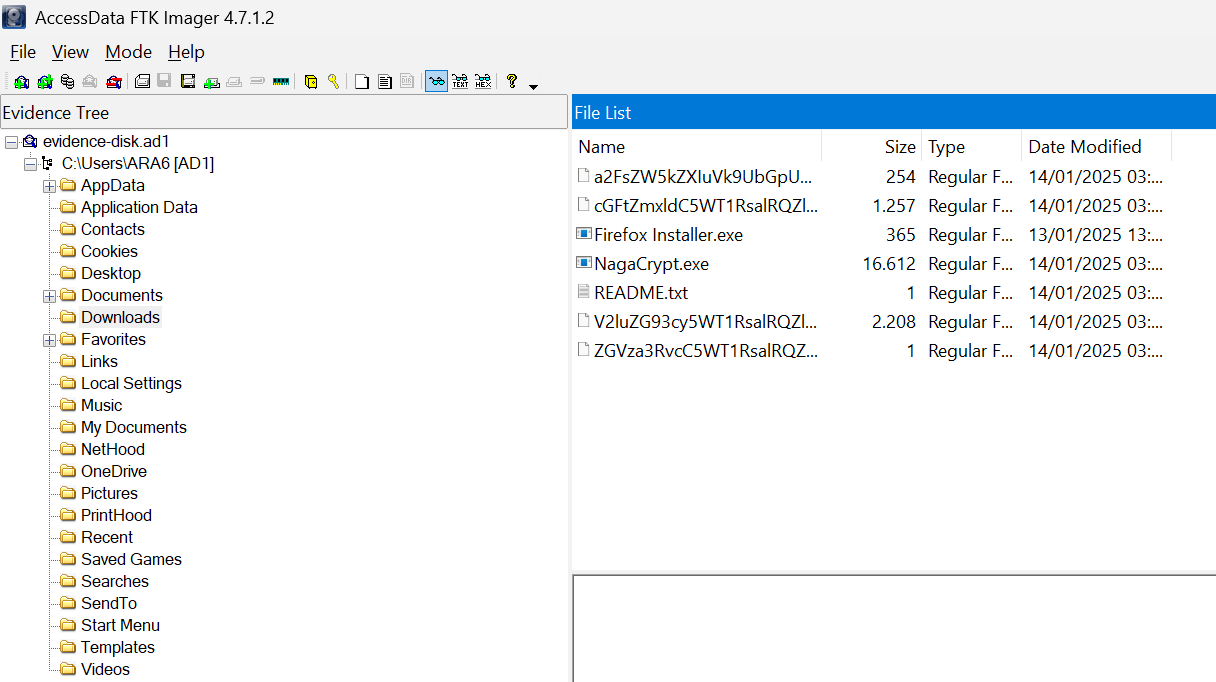 AccessData FTK Imager 4.7.1.2
File View Mode Help
TEXT HEX
Evidence Tree
evidence-disk.ad1
C:\Users\ARA6 [AD1]
AppData
Application Data
Contacts
Cookies
Desktop
Documents
Downloads
Favorites
Links
Local Settings
Music
My Documents
NetHood
OneDrive
Pictures
PrintHood
Recent
Saved Games
Searches
SendTo
Start Menu
Templates
Videos
File List
Name Size Type Date Modified
a2FsZW5kZXIuVk9UbGpU... 254 Regular F... 14/01/2025 03:...
cGFtZmxldC5WT1RsalRQZl... 1.257 Regular F... 14/01/2025 03:...
Firefox Installer.exe 365 Regular F... 13/01/2025 13:...
NagaCrypt.exe 16.612 Regular F... 14/01/2025 03:...
README.txt 1 Regular F... 14/01/2025 03:...
V2luZG93cy5WT1RsalRQZl... 2.208 Regular F... 14/01/2025 03:...
ZGVza3RvcC5WT1RsalRQZ... 1 Regular F... 14/01/2025 03:...